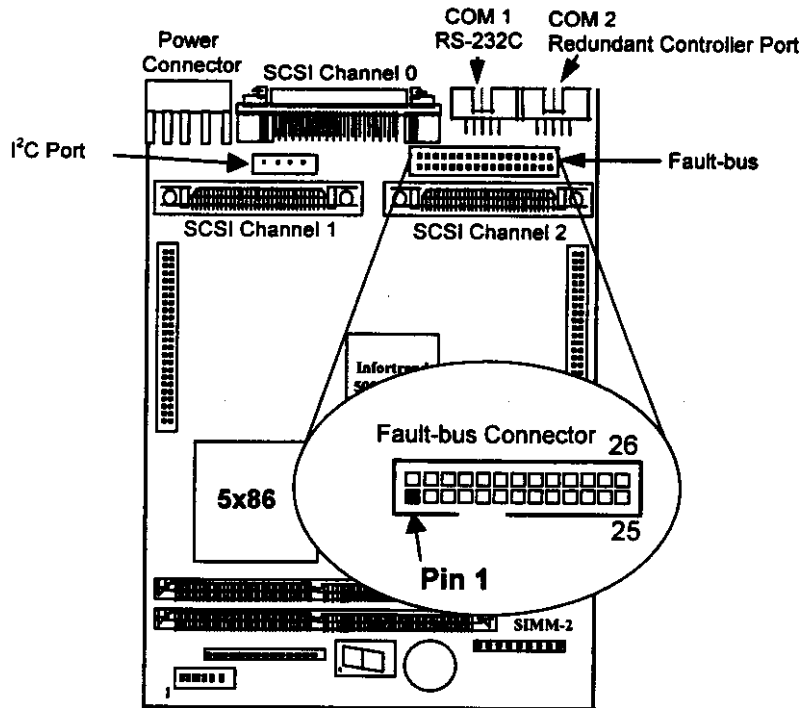 COM 1
RS-232C
COM 2
Redundant Controller Port
Power
Connector
SCSI Channel 0
I²C Port
Fault-bus
SCSI Channel 1
SCSI Channel 2
Infortrend
Fault-bus Connector
26
25
Pin 1
5x86
SIMM-2
1